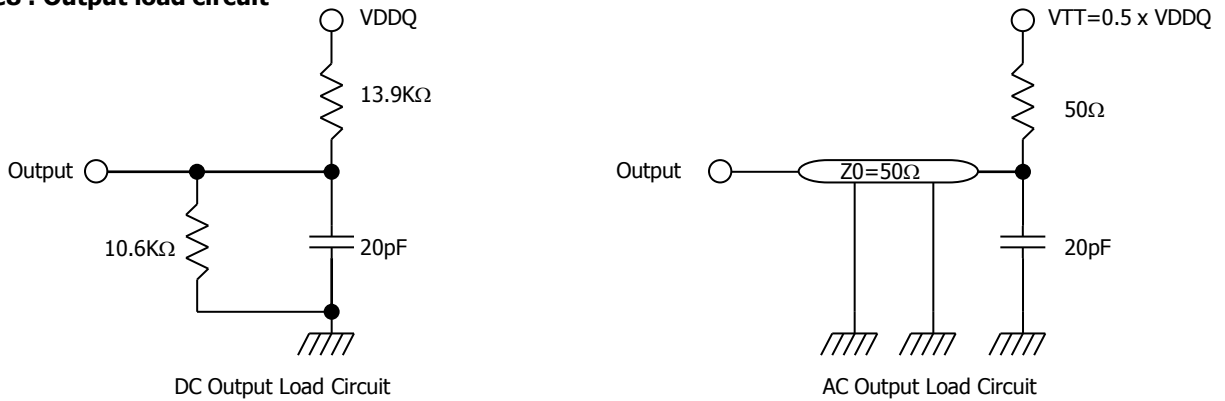 : Output load circuit
VDDQ
13.9KΩ
Output
10.6KΩ
20pF
DC Output Load Circuit
VTT=0.5 x VDDQ
50Ω
Output
Z0=50Ω
20pF
AC Output Load Circuit